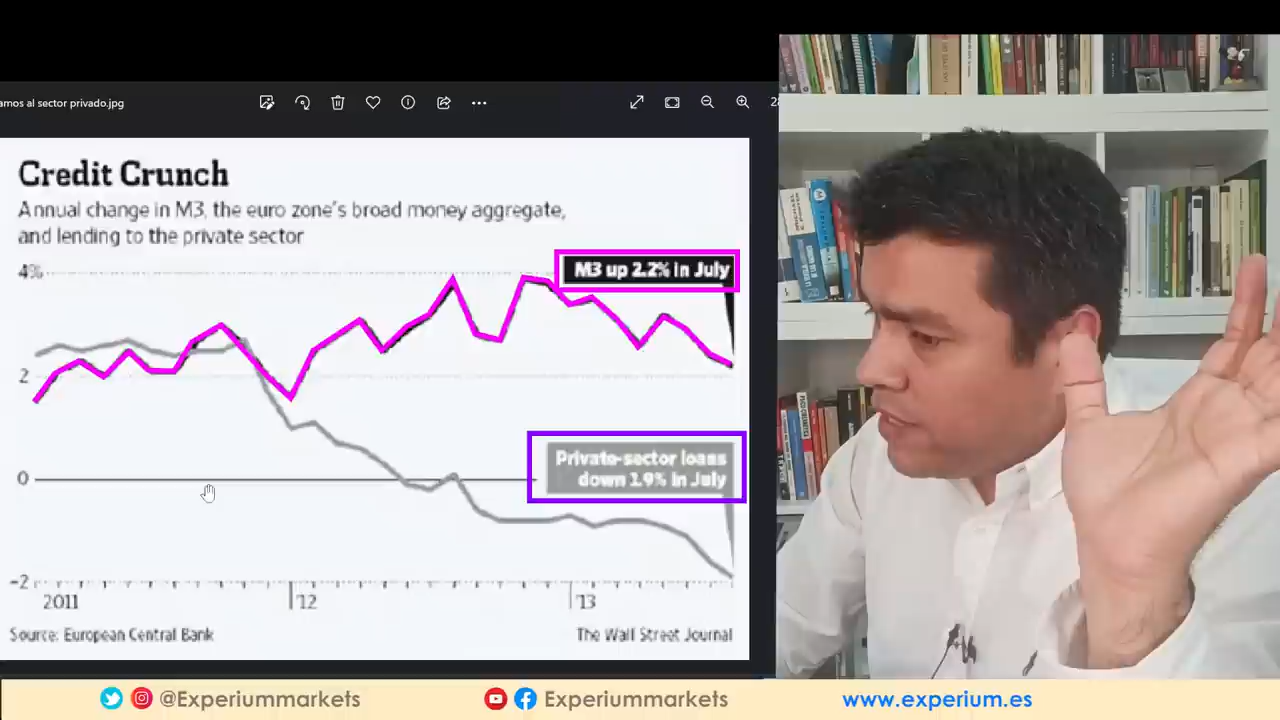 amos al sector privado.jpg
Credit Crunch
Annual change in M3, the euro zone's broad money aggregate,
and lending to the private sector
4%
M3 up 2.2% in July
2
Private-sector loans
down 1.9% in July
0
-2
2011
'12
'13
Source: European Central Bank
The Wall Street Journal
@Experiummarkets
Experiummarkets
www.experium.es